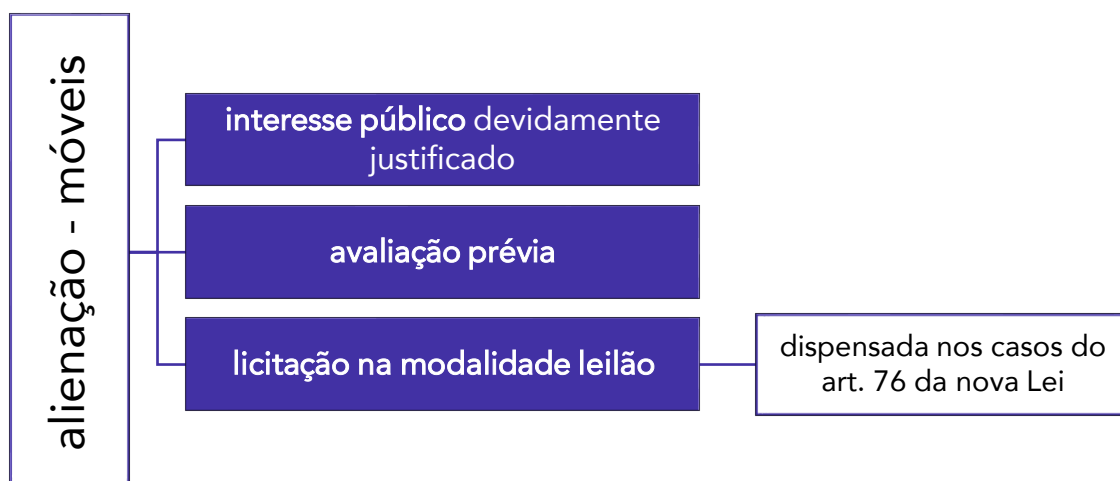 alienação - móveis
interesse público devidamente
justificado
avaliação prévia
licitação na modalidade leilão
dispensada nos casos do
art. 76 da nova Lei